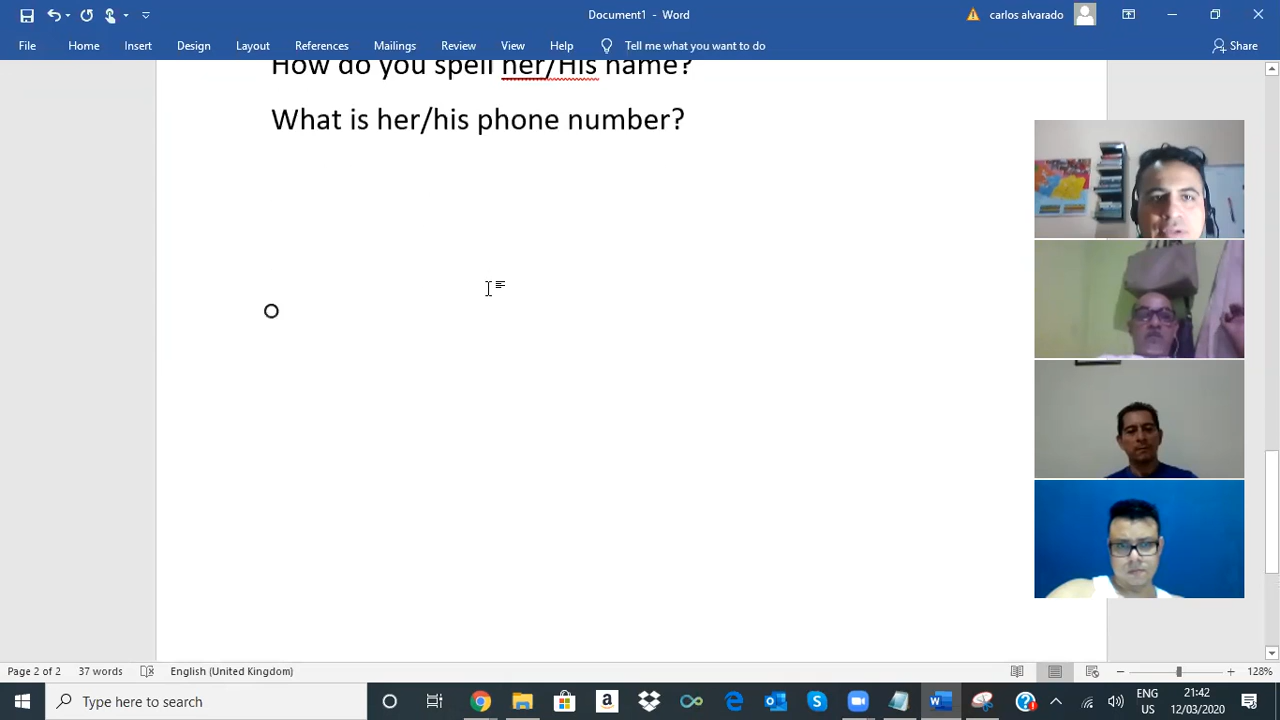 Document1 - Word
carlos alvarado
File Home Insert Design Layout References Mailings Review View Help Tell me what you want to do Share
How do you spell her/His name?
What is her/his phone number?
Page 2 of 2 37 words English (United Kingdom) 128%
Type here to search
ENG 21:42
US 12/03/2020